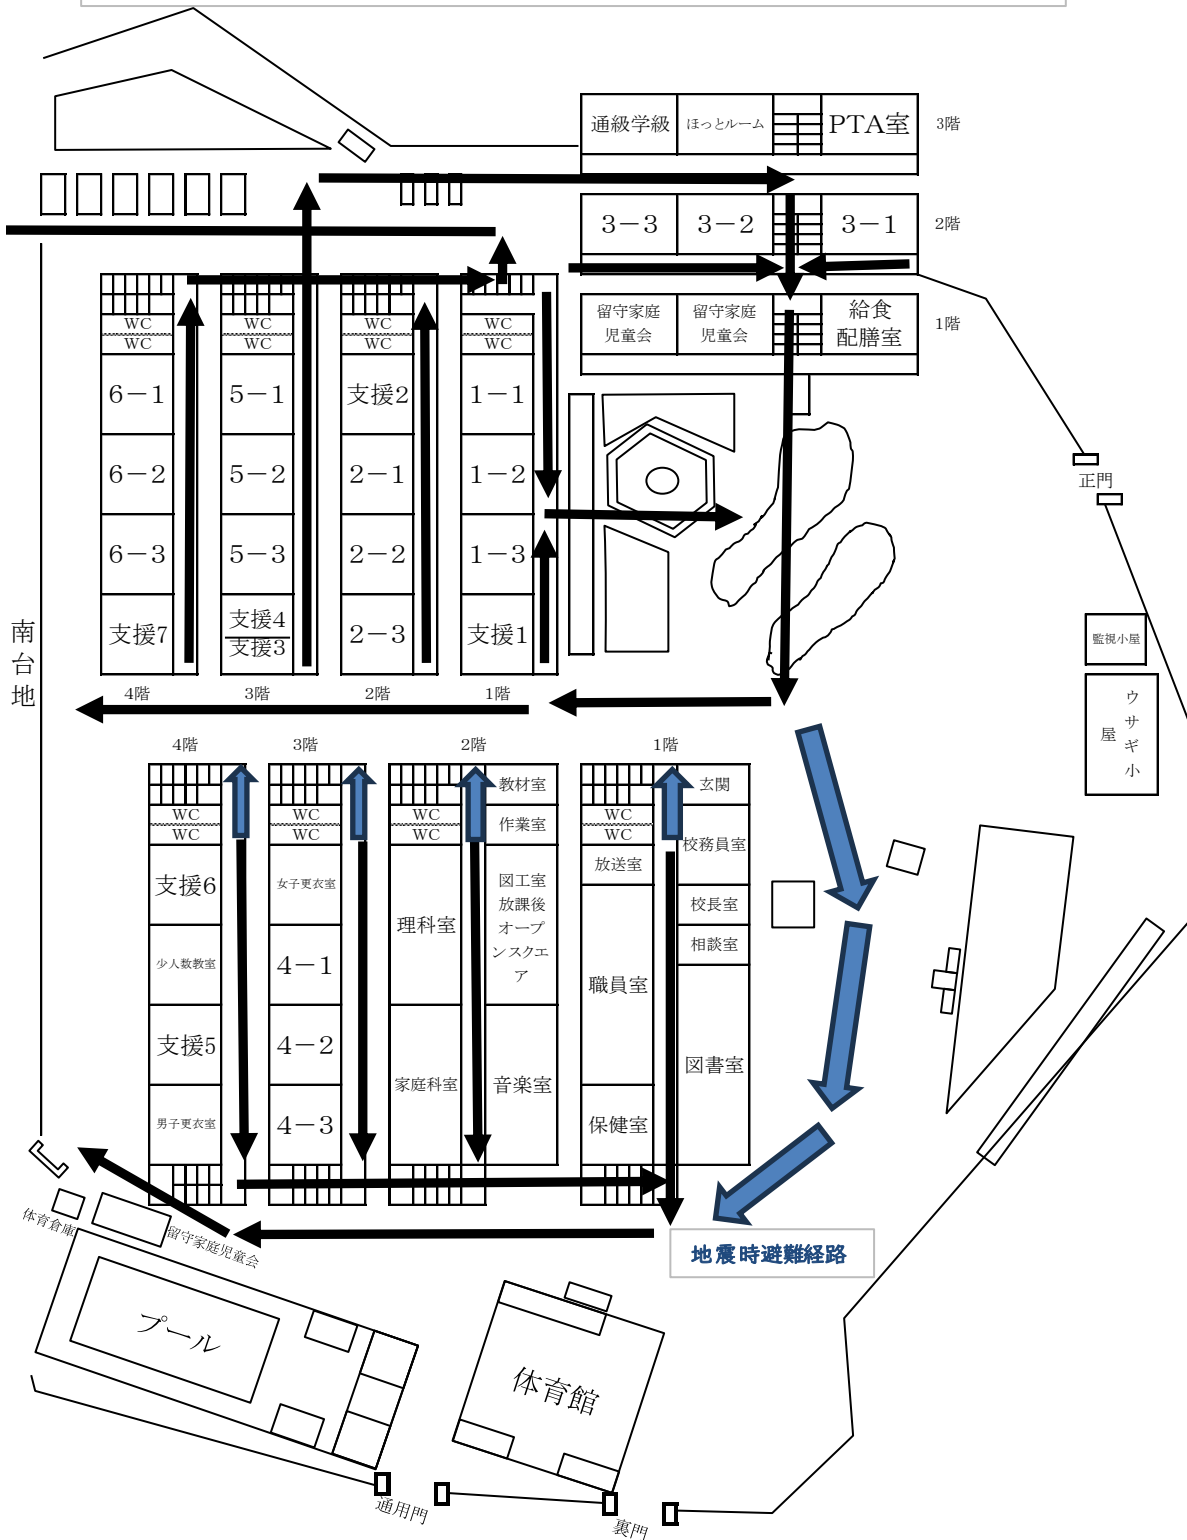 通級学級 ほっとルーム PTA室 3階
3－3 3－2 3－1 2階
留守家庭
児童会
留守家庭
児童会
給食
配膳室
1階
WC WC WC WC
WC WC WC WC
6－1 5－1 支援2 1－1
6－2 5－2 2－1 1－2
6－3 5－3 2－2 1－3
支援7
支援4
支援3
2－3 支援1
4階 3階 2階 1階
南台地
正門
監視小屋
ウサギ小
屋
4階 3階 2階 1階
教材室
玄関
WC WC WC WC
WC WC WC WC
作業室
校務員室
放送室
支援6
女子更衣室
理科室
図工室
放課後
オープ
ンスクエ
ア
校長室
相談室
少人数教室
4－1
職員室
支援5
4－2
家庭科室
音楽室
図書室
男子更衣室
4－3
保健室
体育倉庫
留守家庭児童会
地震時避難経路
プール
体育館
通用門
裏門